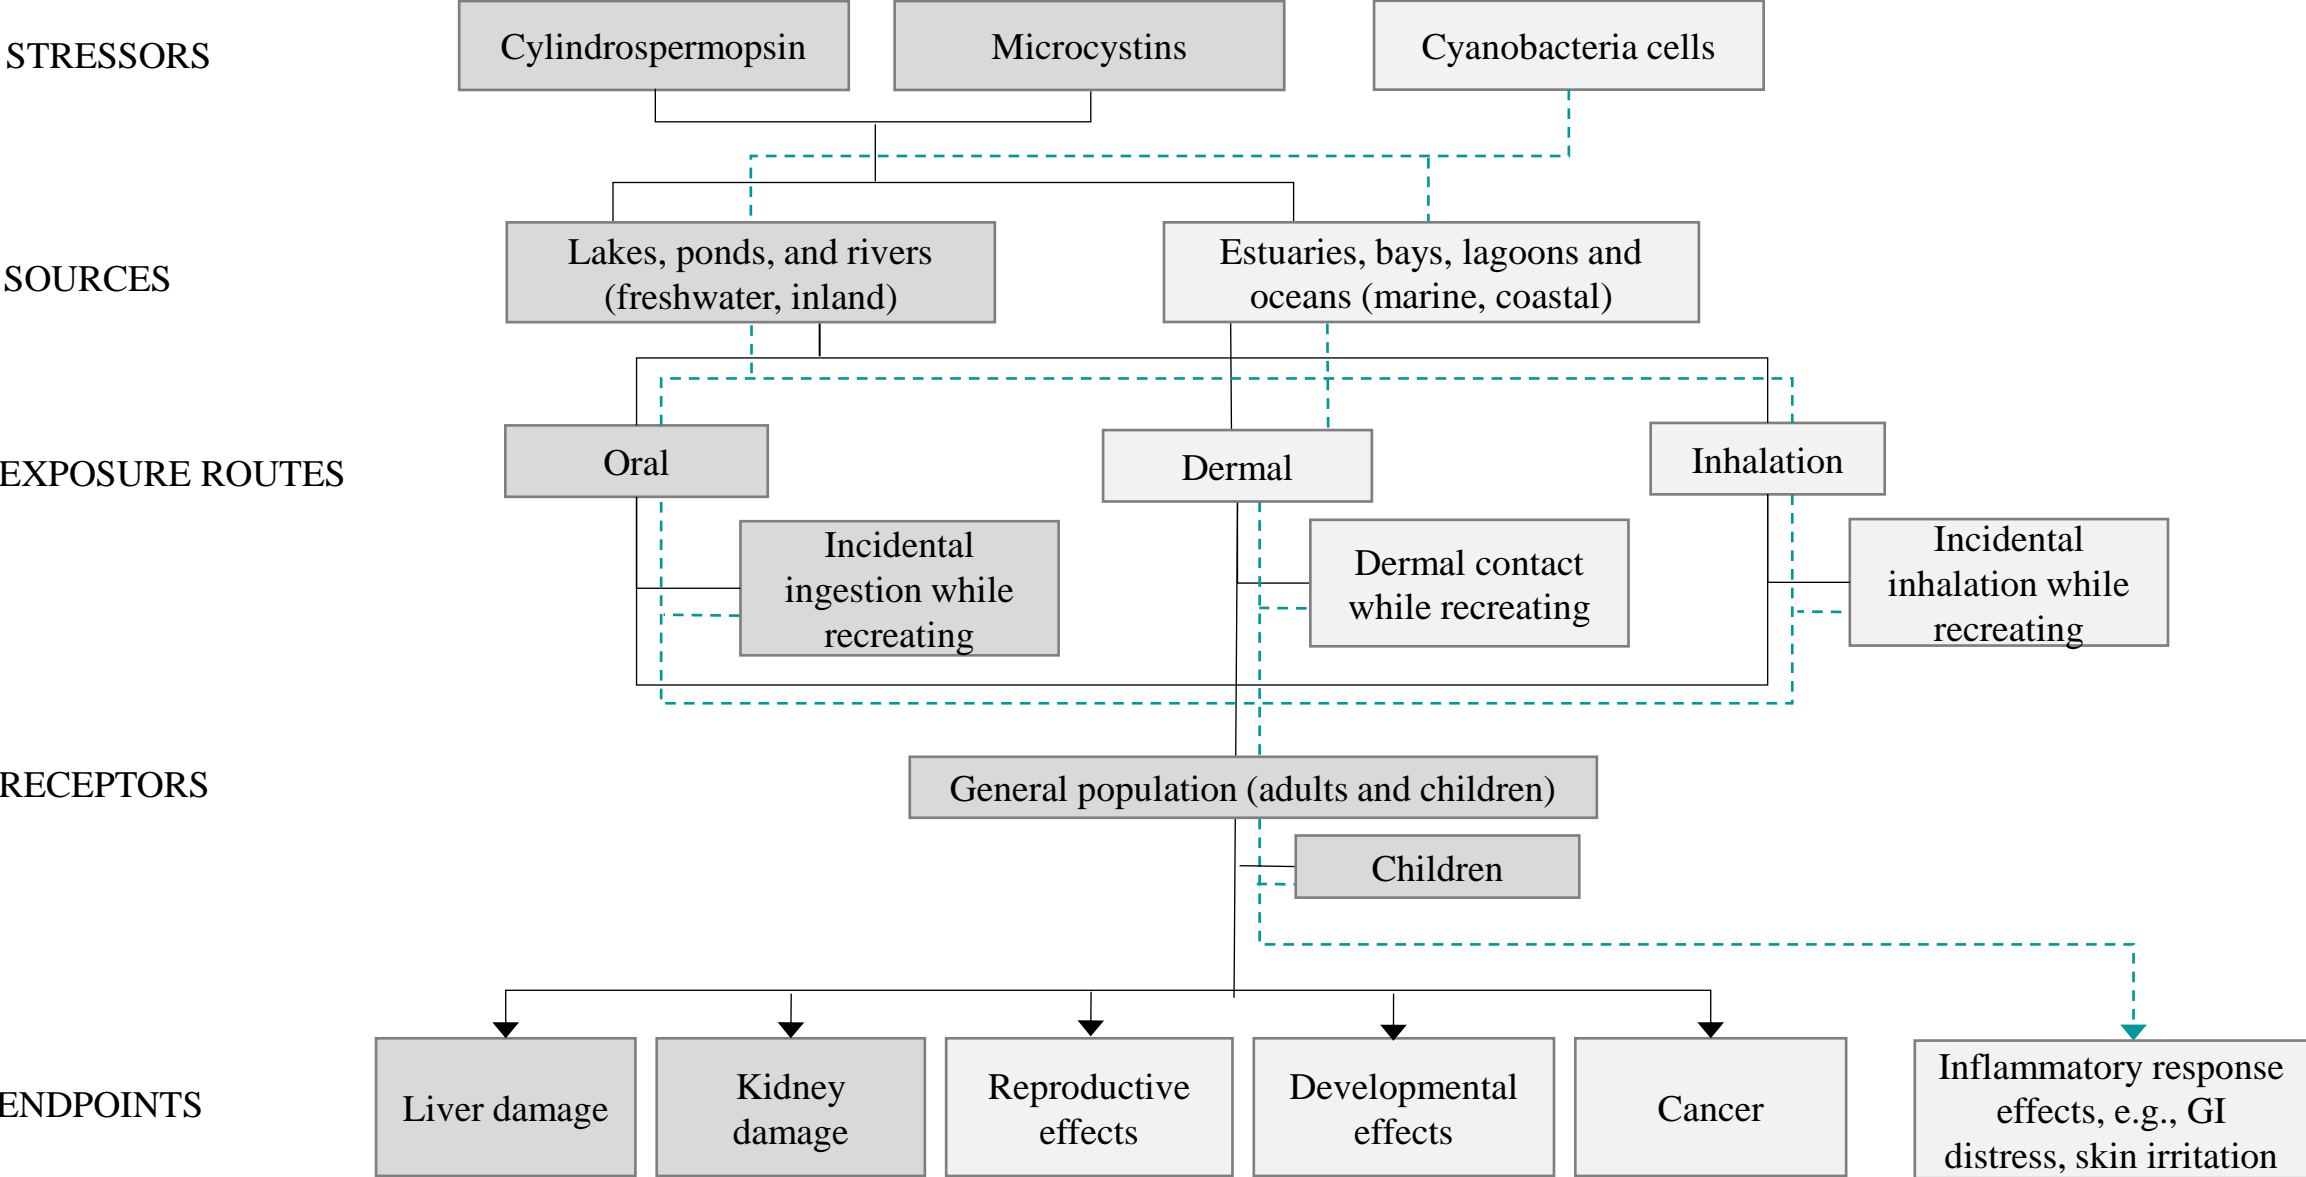 STRESSORS
Cylindrospermopsin
Microcystins
Cyanobacteria cells
SOURCES
Lakes, ponds, and rivers
(freshwater, inland)
Estuaries, bays, lagoons and
oceans (marine, coastal)
EXPOSURE ROUTES
Oral
Dermal
Inhalation
Incidental
ingestion while
recreating
Dermal contact
while recreating
Incidental
inhalation while
recreating
RECEPTORS
General population (adults and children)
Children
ENDPOINTS
Liver damage
Kidney
damage
Reproductive
effects
Developmental
effects
Cancer
Inflammatory response
effects, e.g., GI
distress, skin irritation